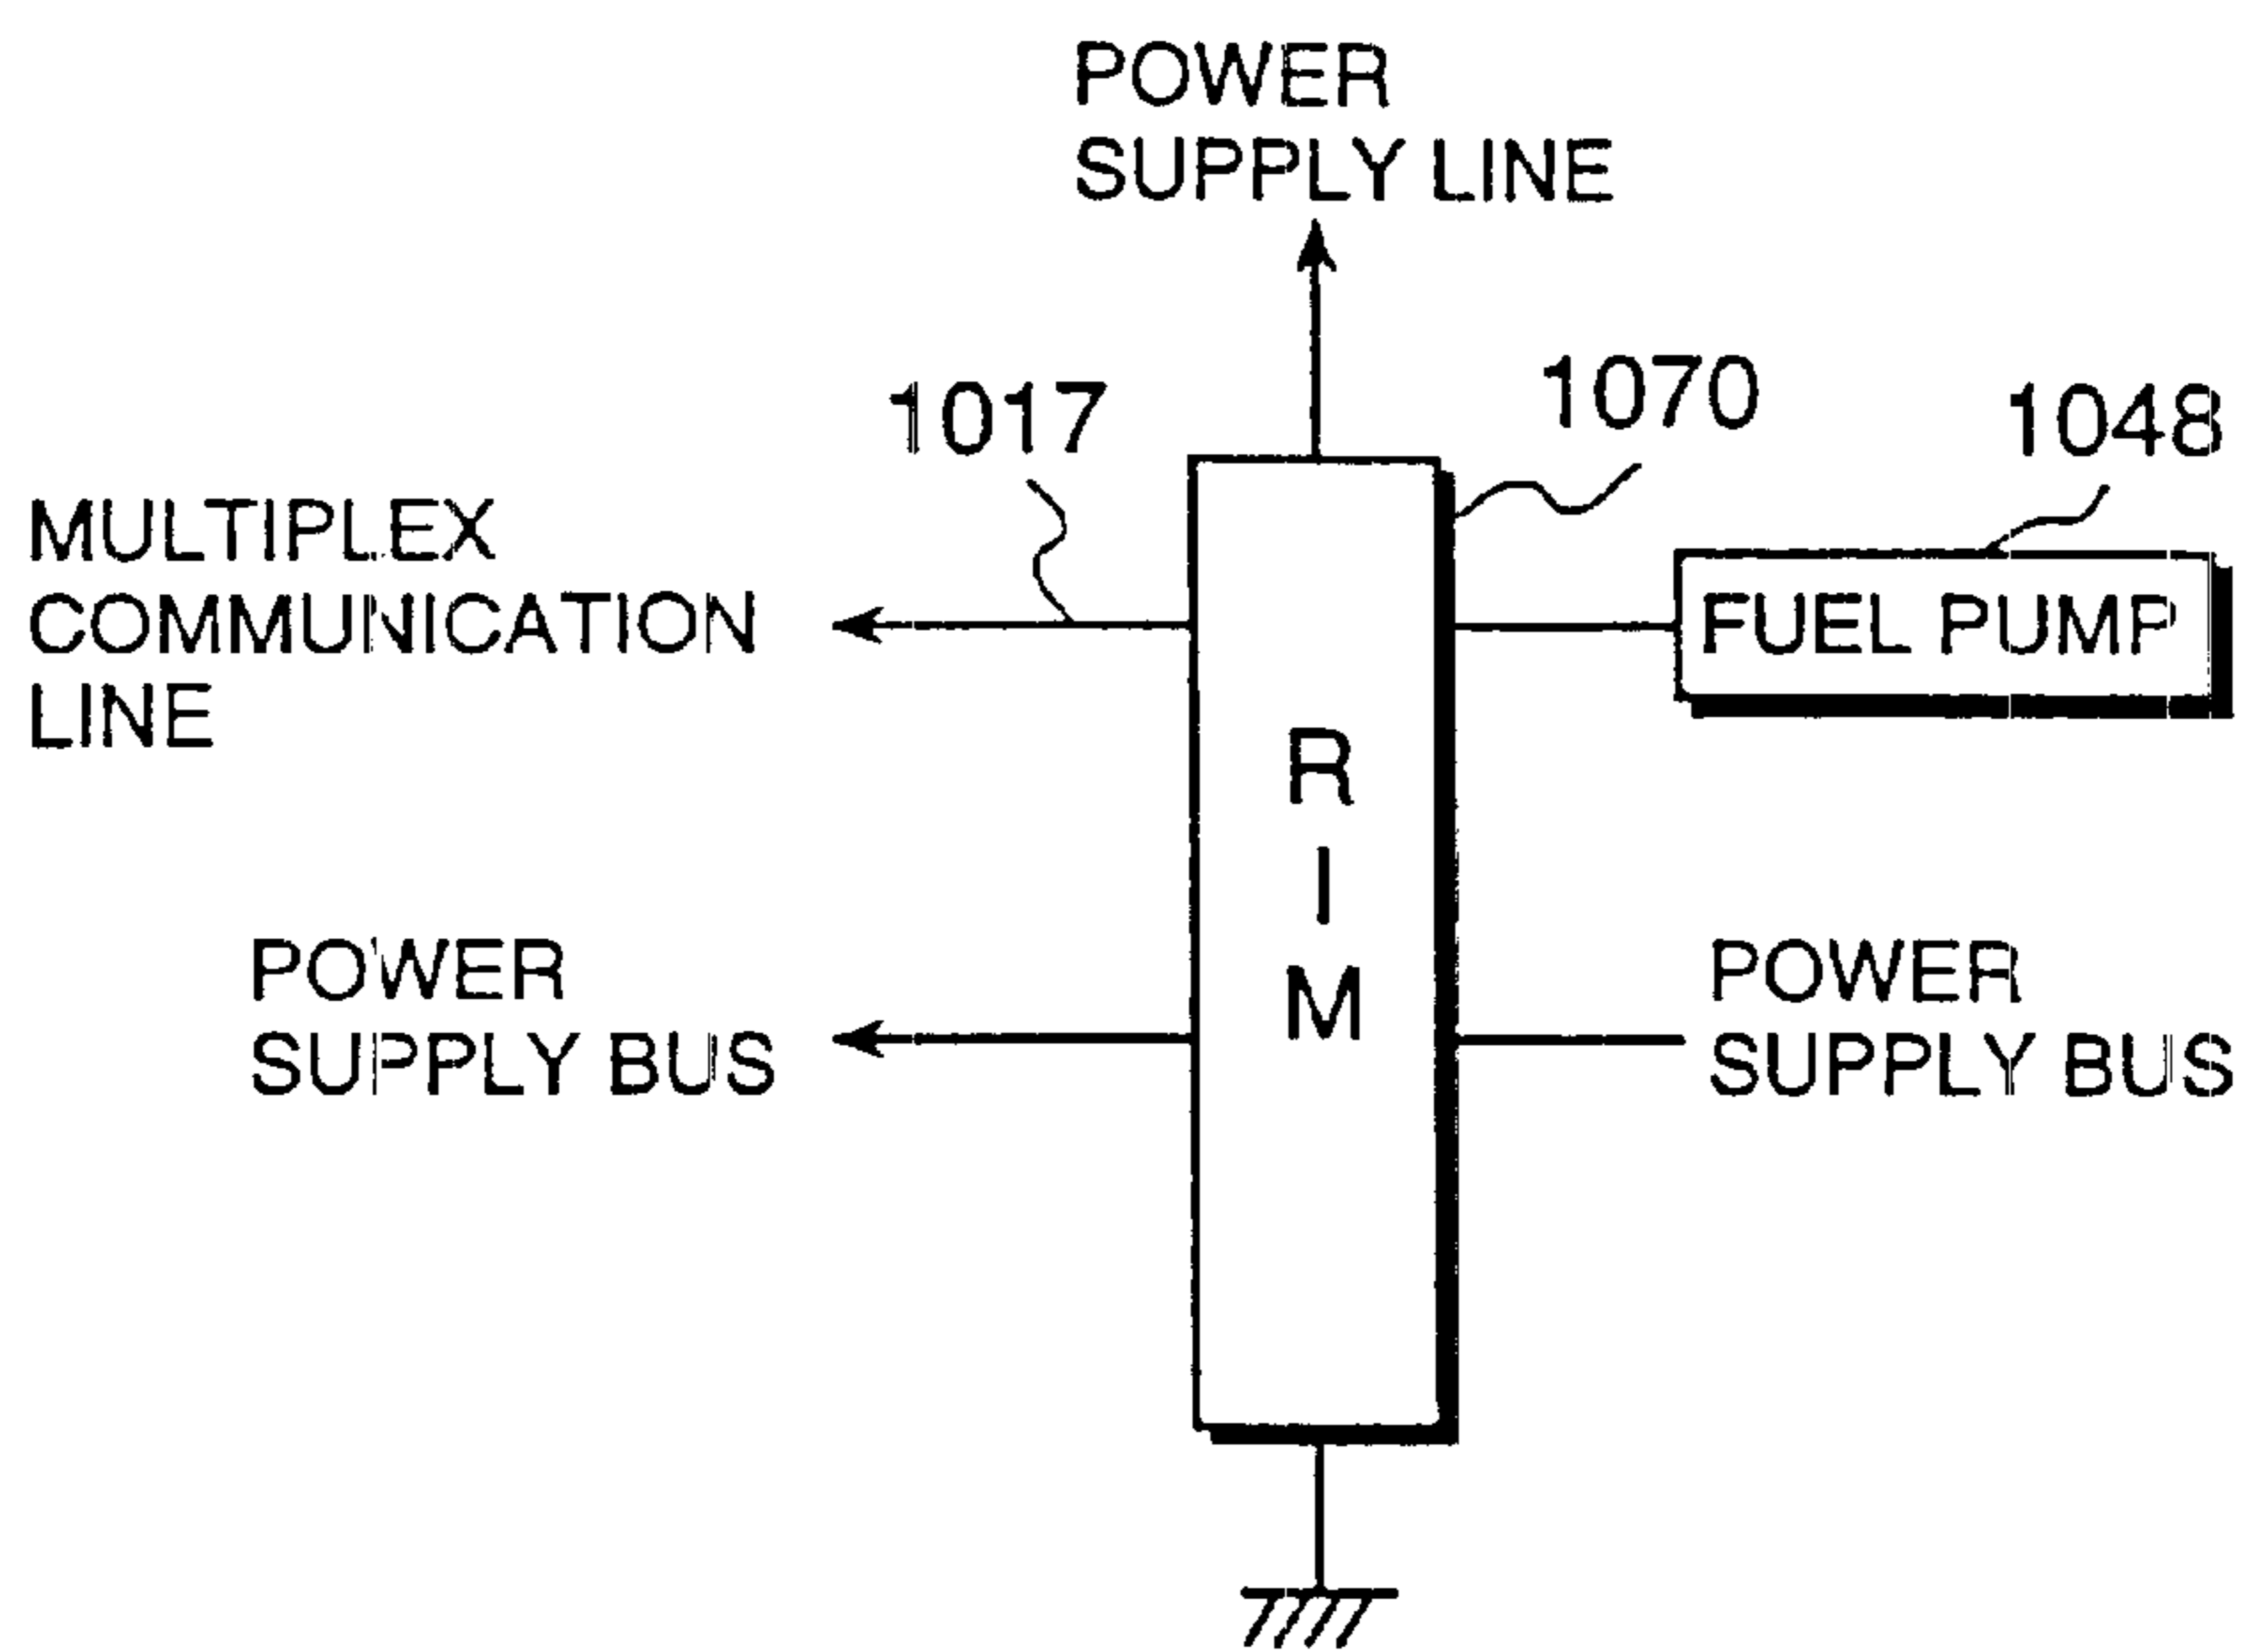 POWER
SUPPLY LINE
1017
1070
1048
MULTIPLEX
COMMUNICATION
LINE
FUEL PUMP
R
I
M
POWER
SUPPLY BUS
POWER
SUPPLY BUS